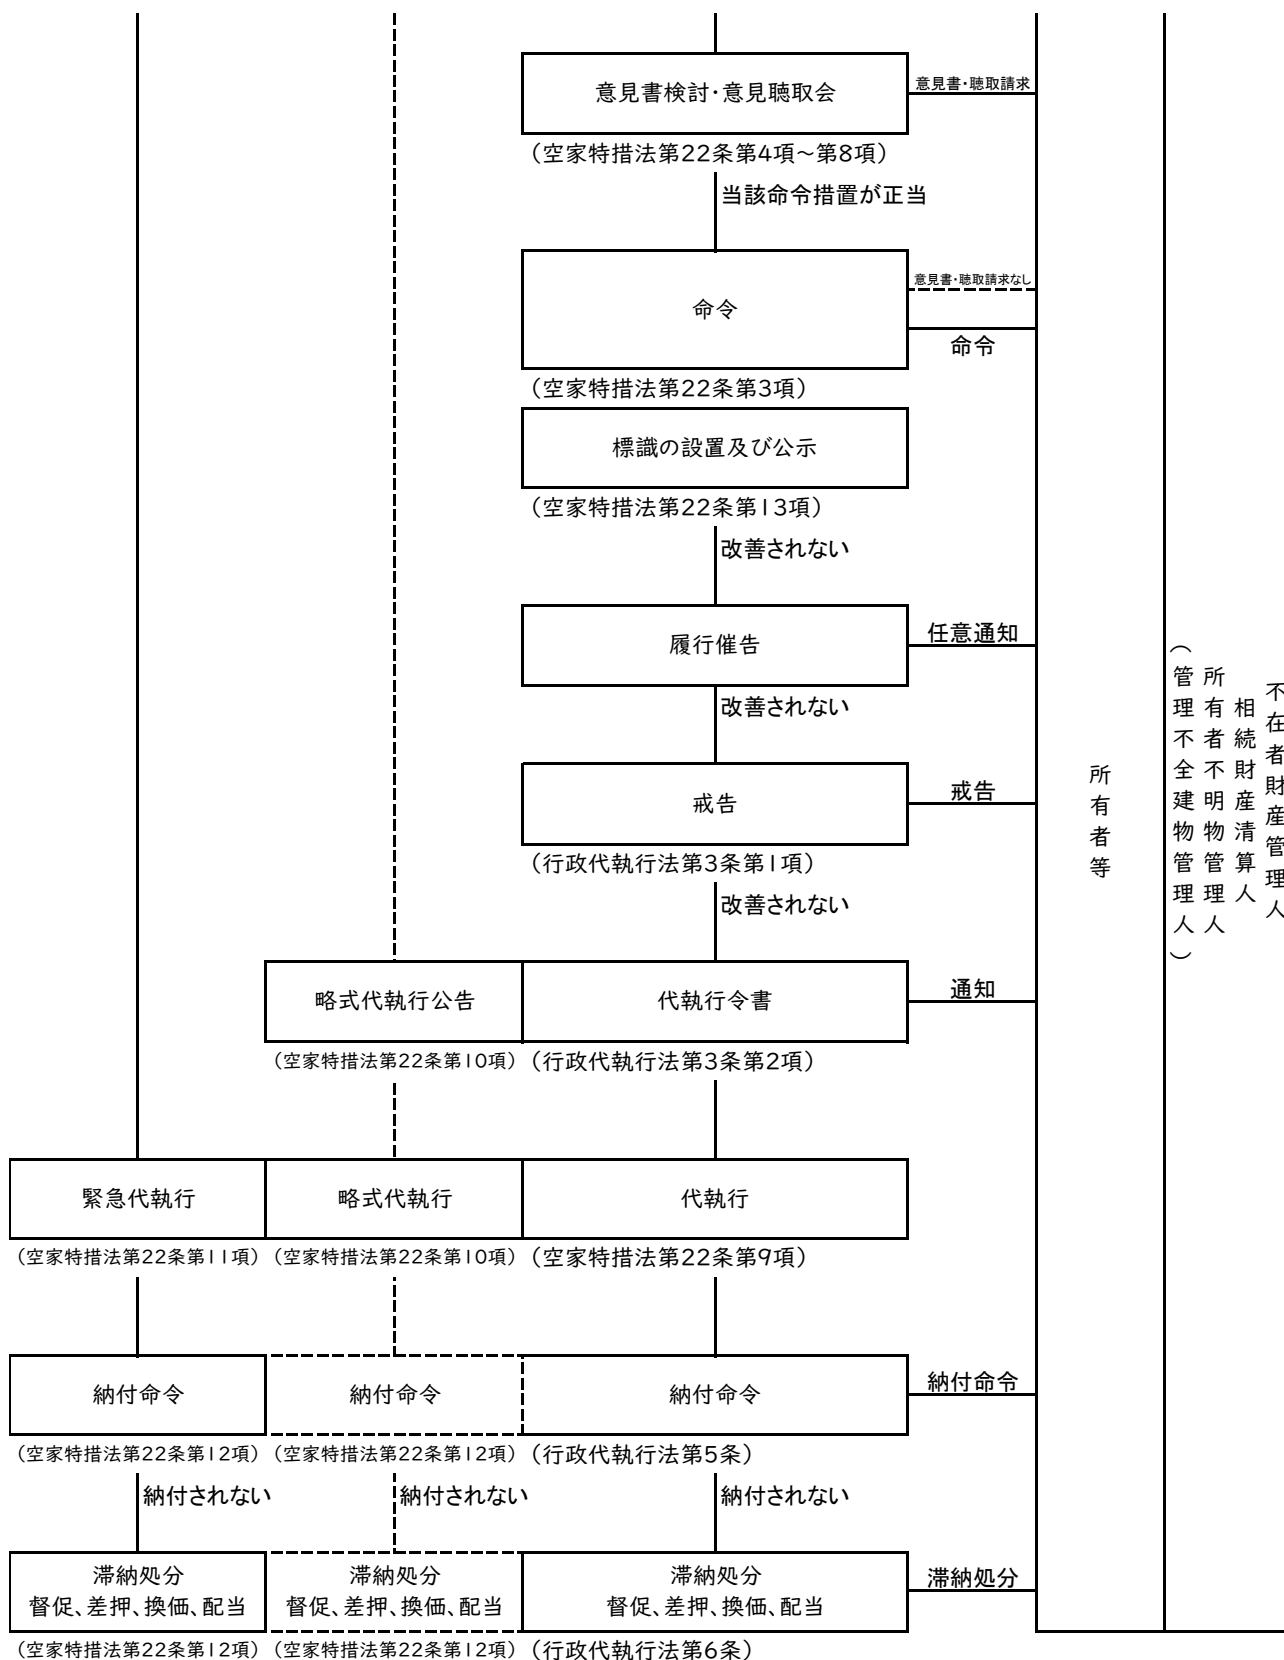 意見書検討・意見聴取会
意見書・聴取請求
（空家特措法第22条第4項～第8項）
当該命令措置が正当
意見書・聴取請求なし
命令
命令
（空家特措法第22条第3項）
標識の設置及び公示
（空家特措法第22条第13項）
改善されない
履行催告
任意通知
改善されない
戒告
戒告
（行政代執行法第3条第1項）
改善されない
略式代執行公告
代執行令書
通知
（空家特措法第22条第10項）
（行政代執行法第3条第2項）
緊急代執行
略式代執行
代執行
（空家特措法第22条第11項）
（空家特措法第22条第10項）
（空家特措法第22条第9項）
納付命令
納付命令
納付命令
納付命令
（空家特措法第22条第12項）
（空家特措法第22条第12項）
（行政代執行法第5条）
納付されない
納付されない
納付されない
滞納処分
督促、差押、換価、配当
滞納処分
督促、差押、換価、配当
滞納処分
督促、差押、換価、配当
滞納処分
（空家特措法第22条第12項）
（空家特措法第22条第12項）
（行政代執行法第6条）
所有者等
不在者財産管理人
相続財産清算人
所有者不明物管理人
（管理不全建物管理人）